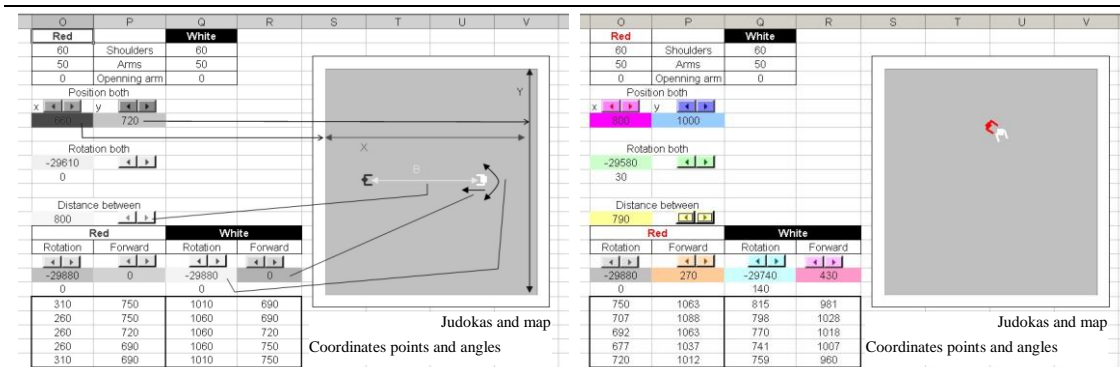 O P Q R S T U V
Red White
60 Shoulders 60
50 Arms 50
0 Openning arm 0
Position both
x y
660 720
Y
X
Rotation both
-29610
0
B
Distance between
800
Red White
Rotation Forward Rotation Forward
-29880 0 -29880 0
0 0
310 750 1010 690
260 750 1060 690
260 720 1060 720
260 690 1060 750
310 690 1010 750
Judokas and map
Coordinates points and angles
O P Q R S T U V
Red White
60 Shoulders 60
50 Arms 50
0 Openning arm 0
Position both
x y
800 1000
Rotation both
-29580
30
Distance between
790
Red White
Rotation Forward Rotation Forward
-29880 270 -29740 430
0 140
750 1063 815 981
707 1088 798 1028
692 1063 770 1018
677 1037 741 1007
720 1012 759 960
Judokas and map
Coordinates points and angles